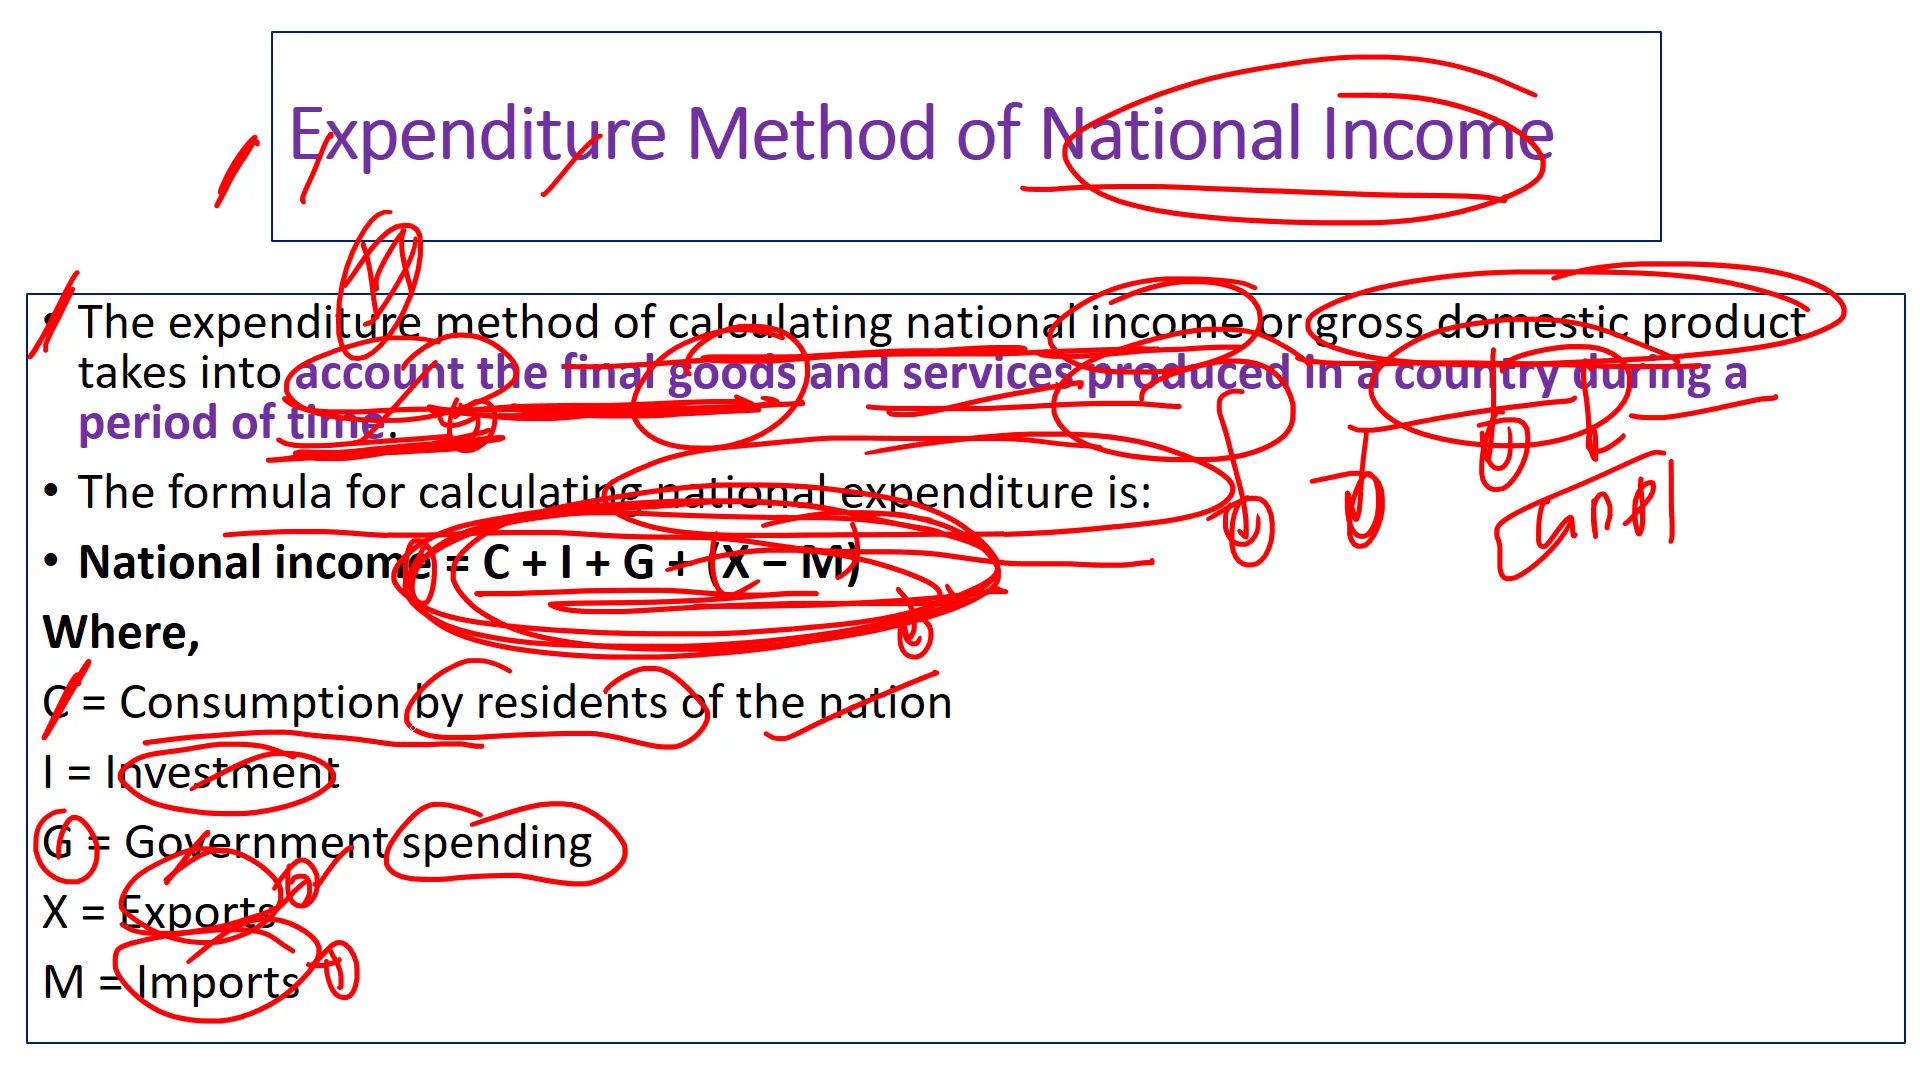 Expenditure Method of National Income
• The expenditure method of calculating national income or gross domestic product
takes into account the final goods and services produced in a country during a
period of time.
• The formula for calculating national expenditure is:
• National income = C + I + G + (X – M)
Where,
C = Consumption by residents of the nation
I = Investment
G = Government spending
X = Exports
M = Imports